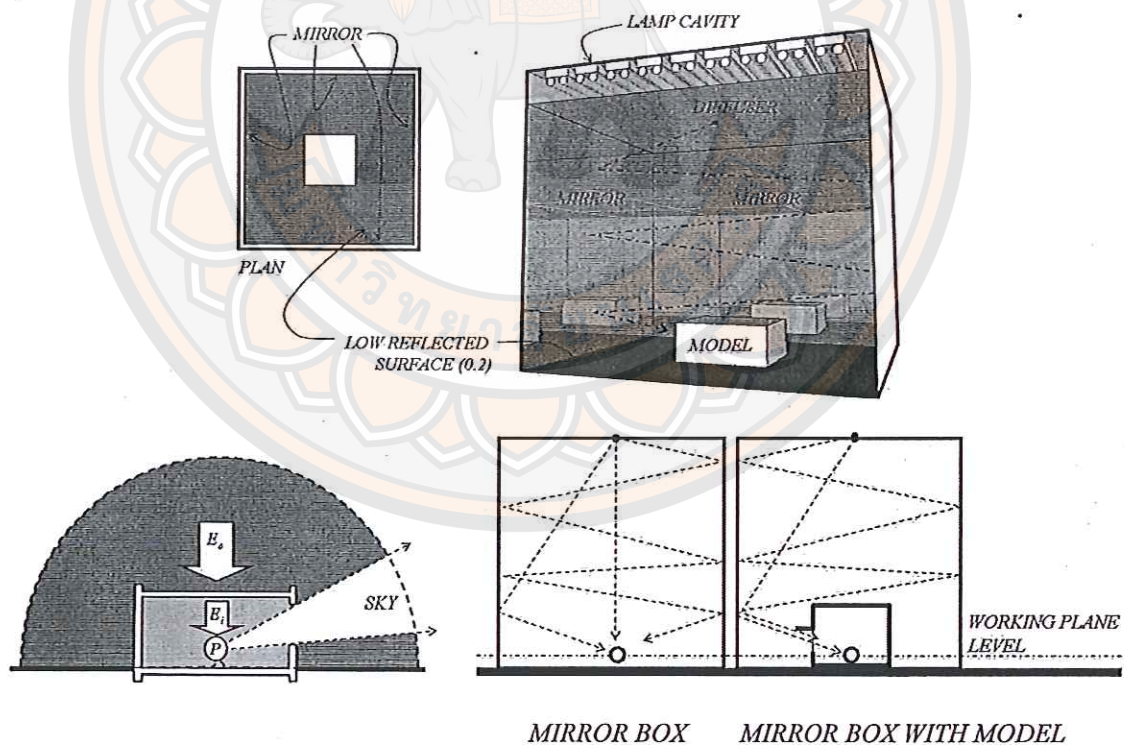 MIRROR
PLAN
LAMP CAVITY
DIFFUSER
MIRROR
MIRROR
MODEL
LOW REFLECTED
SURFACE (0.2)
SKY
P
WORKING PLANE
LEVEL
MIRROR BOX
MIRROR BOX WITH MODEL